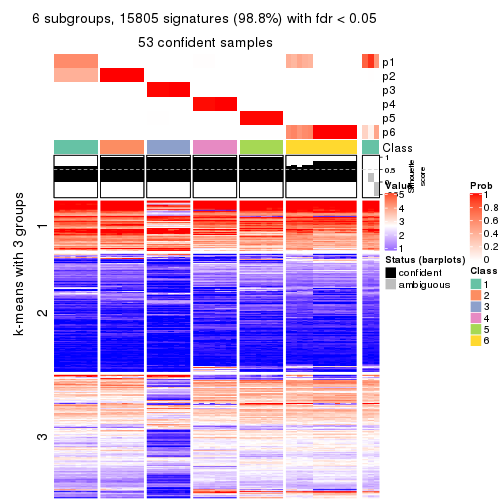 6 subgroups, 15805 signatures (98.8%) with fdr < 0.05
53 confident samples
p1
p2
p3
p4
p5
p6
Class
1
0.5
0
Silhouette
score
k-means with 3 groups
1
2
3
Value
5
4
3
2
1
Status (barplots)
confident
ambiguous
Prob
1
0.8
0.6
0.4
0.2
0
Class
1
2
3
4
5
6